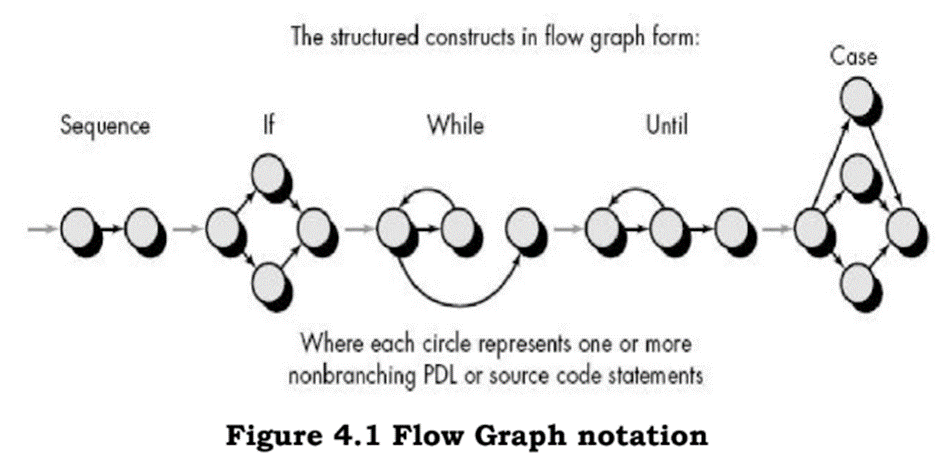 The structured constructs in flow graph form:
Case
Sequence
If
While
Until
Where each circle represents one or more
nonbranching PDL or source code statements
Figure 4.1 Flow Graph notation